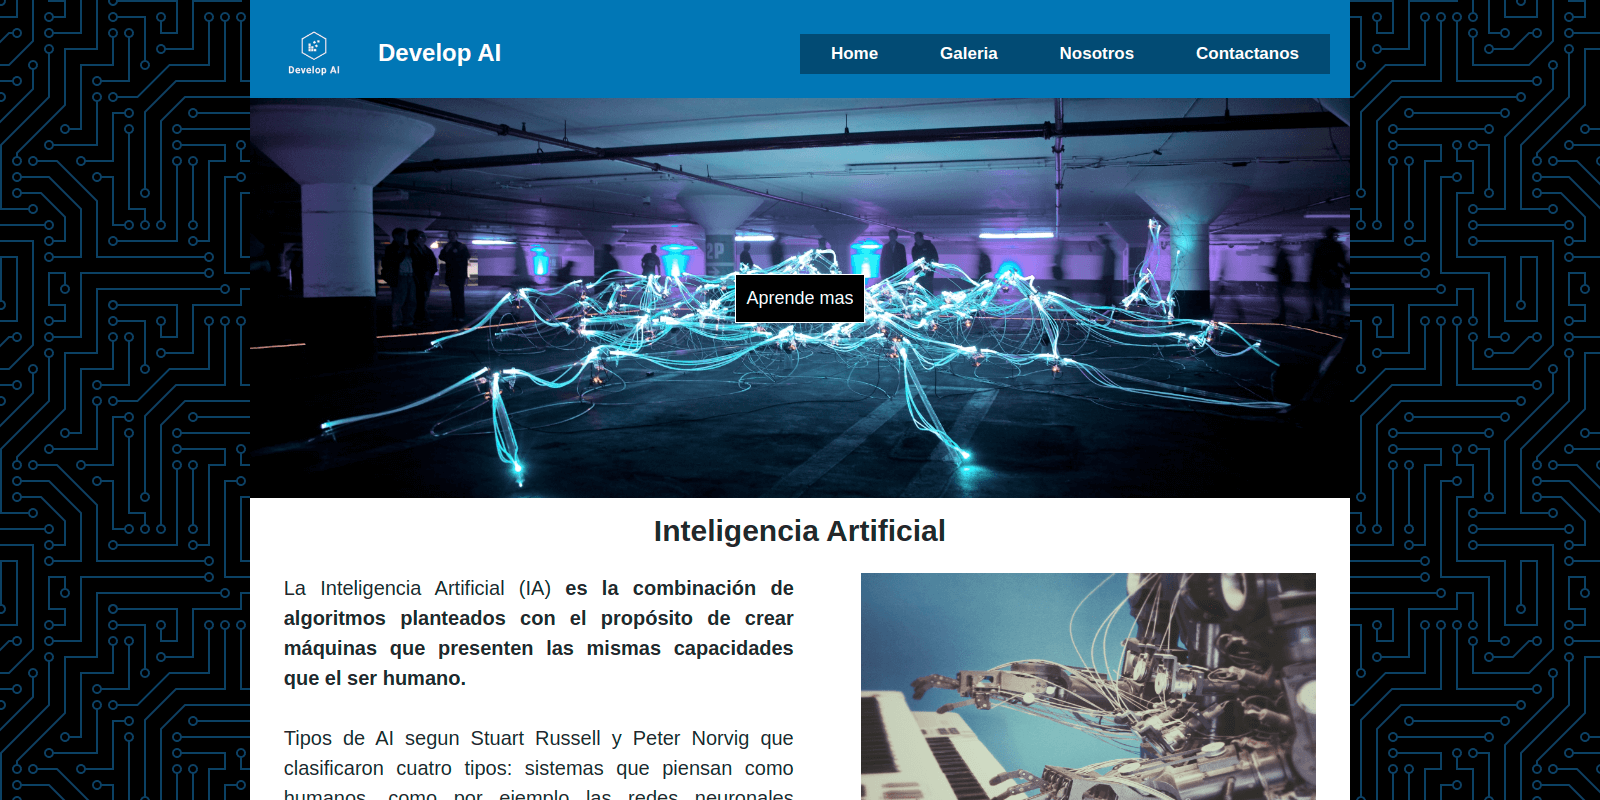 Develop AI
Develop AI
Home Galeria Nosotros Contactanos
2P
Aprende mas
Inteligencia Artificial
La Inteligencia Artificial (IA) es la combinación de
algoritmos planteados con el propósito de crear
máquinas que presenten las mismas capacidades
que el ser humano.
Tipos de AI segun Stuart Russell y Peter Norvig que
clasificaron cuatro tipos: sistemas que piensan como
humanos, como por ejemplo las redes neuronales